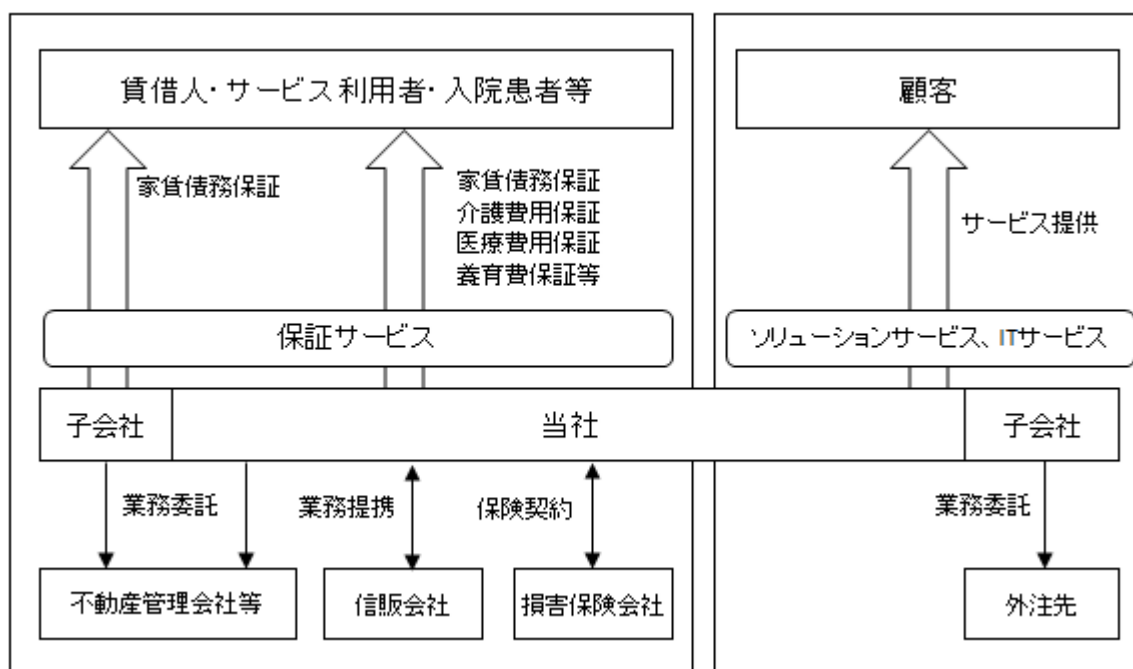 賃借人・サービス利用者・入院患者等
顧客
家賃債務保証
家賃債務保証
介護費用保証
医療費用保証
養育費保証等
サービス提供
保証サービス
ソリューションサービス、ITサービス
子会社
当社
子会社
業務委託
業務提携
保険契約
業務委託
不動産管理会社等
信販会社
損害保険会社
外注先